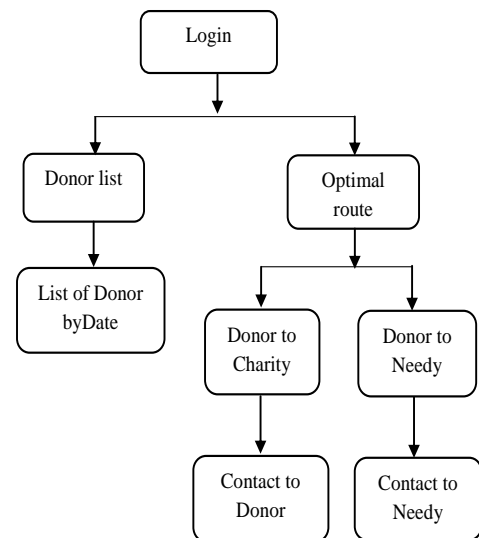 Login
Donor list
Optimal
route
List of Donor
byDate
Donor to
Charity
Donor to
Needy
Contact to
Donor
Contact to
Needy